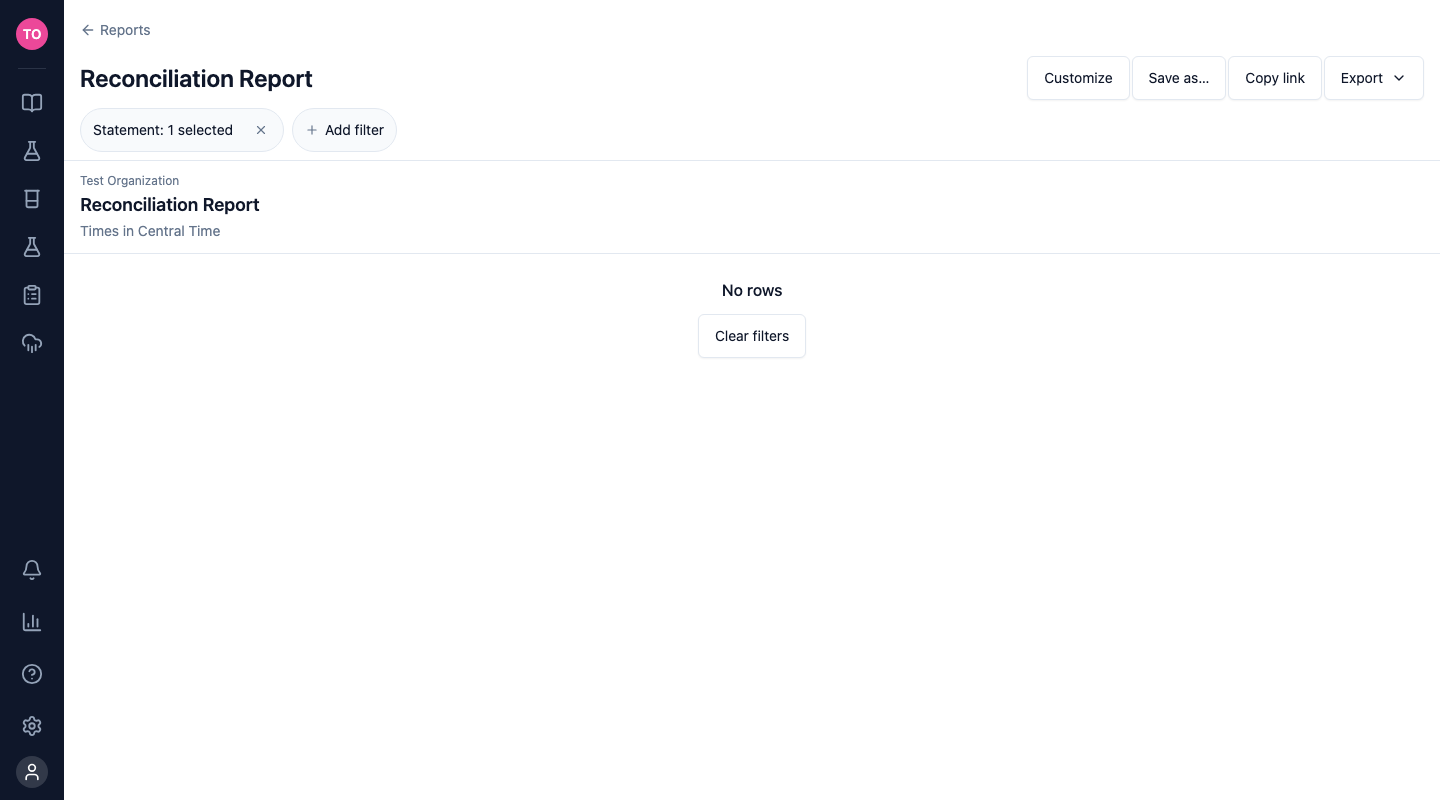 TO
Reports
Reconciliation Report
Customize
Save as...
Copy link
Export
Statement: 1 selected
Add filter
Test Organization
Reconciliation Report
Times in Central Time
No rows
Clear filters